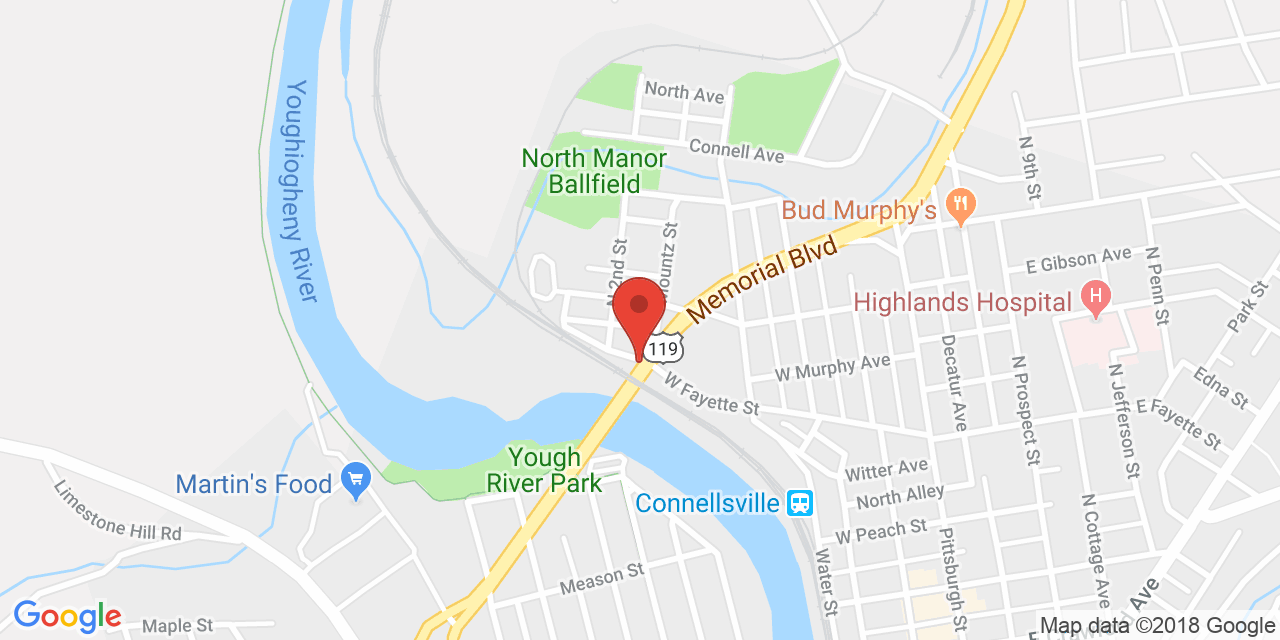 North Ave
Connell Ave
Youghiogheny River
North Manor
Ballfield
N 9th St
Bud Murphy's
N 2nd St
Mountz St
Memorial Blvd
E Gibson Ave
N Penn St
Park St
Highlands Hospital
H
119
W Murphy Ave
Decatur Ave
N Prospect St
N Jefferson St
Edna St
E Fayette St
W Fayette St
Yough
River Park
Martin's Food
Witter Ave
North Alley
Connellsville
W Peach St
Limestone Hill Rd
Meason St
Water St
Pittsburgh St
N Cottage Ave
Maple St
Google
Map data ©2018 Google